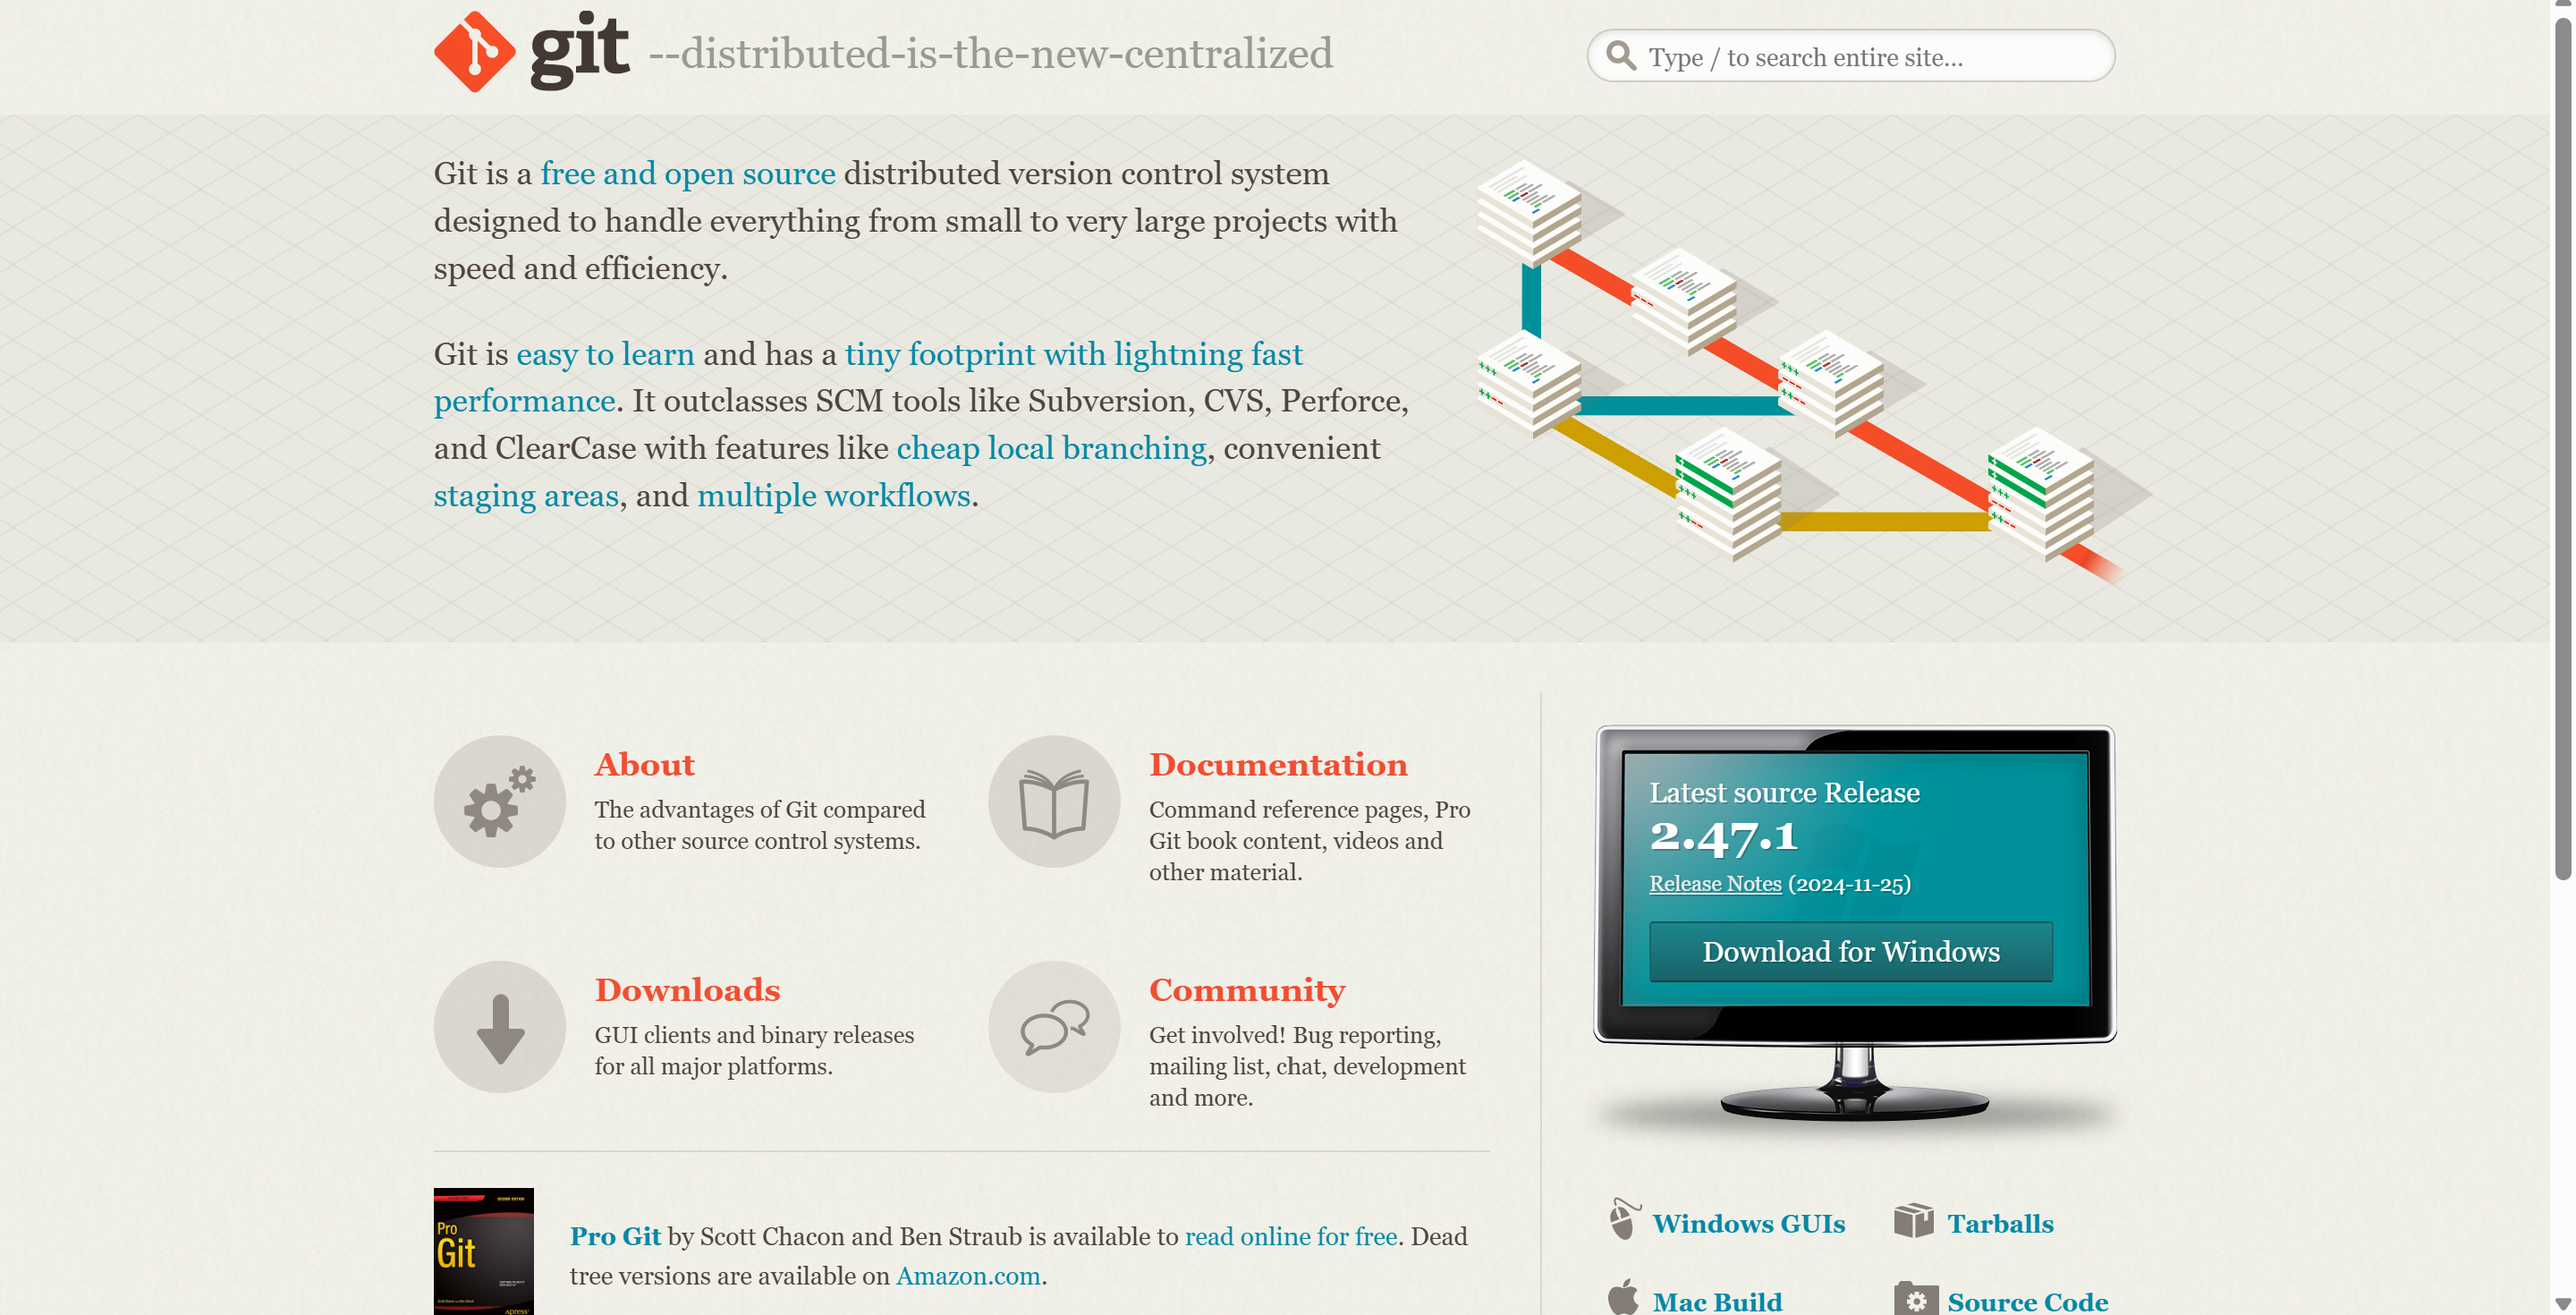 git --distributed-is-the-new-centralized
Type / to search entire site...
Git is a free and open source distributed version control system
designed to handle everything from small to very large projects with
speed and efficiency.
Git is easy to learn and has a tiny footprint with lightning fast
performance. It outclasses SCM tools like Subversion, CVS, Perforce,
and ClearCase with features like cheap local branching, convenient
staging areas, and multiple workflows.
About
The advantages of Git compared
to other source control systems.
Documentation
Command reference pages, Pro
Git book content, videos and
other material.
Downloads
GUI clients and binary releases
for all major platforms.
Community
Get involved! Bug reporting,
mailing list, chat, development
and more.
Pro
Git
Apress
Pro Git by Scott Chacon and Ben Straub is available to read online for free. Dead
tree versions are available on Amazon.com.
Latest source Release
2.47.1
Release Notes (2024-11-25)
Download for Windows
Windows GUIs
Tarballs
Mac Build
Source Code